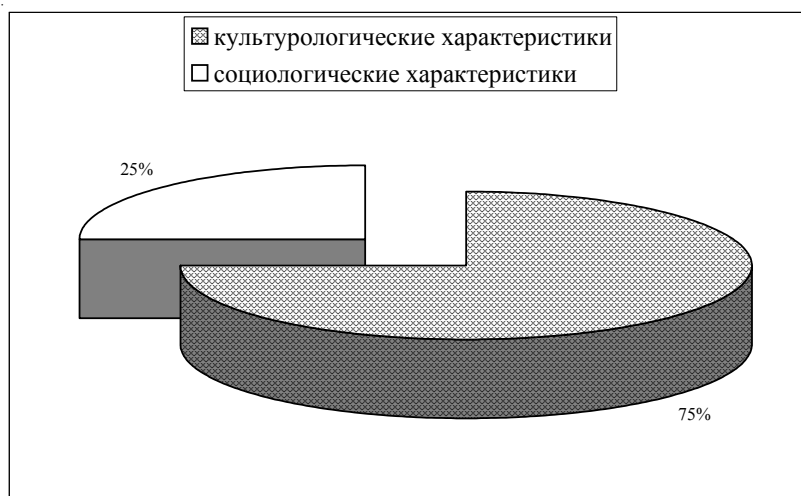 культурологические характеристики
социологические характеристики
25%
75%